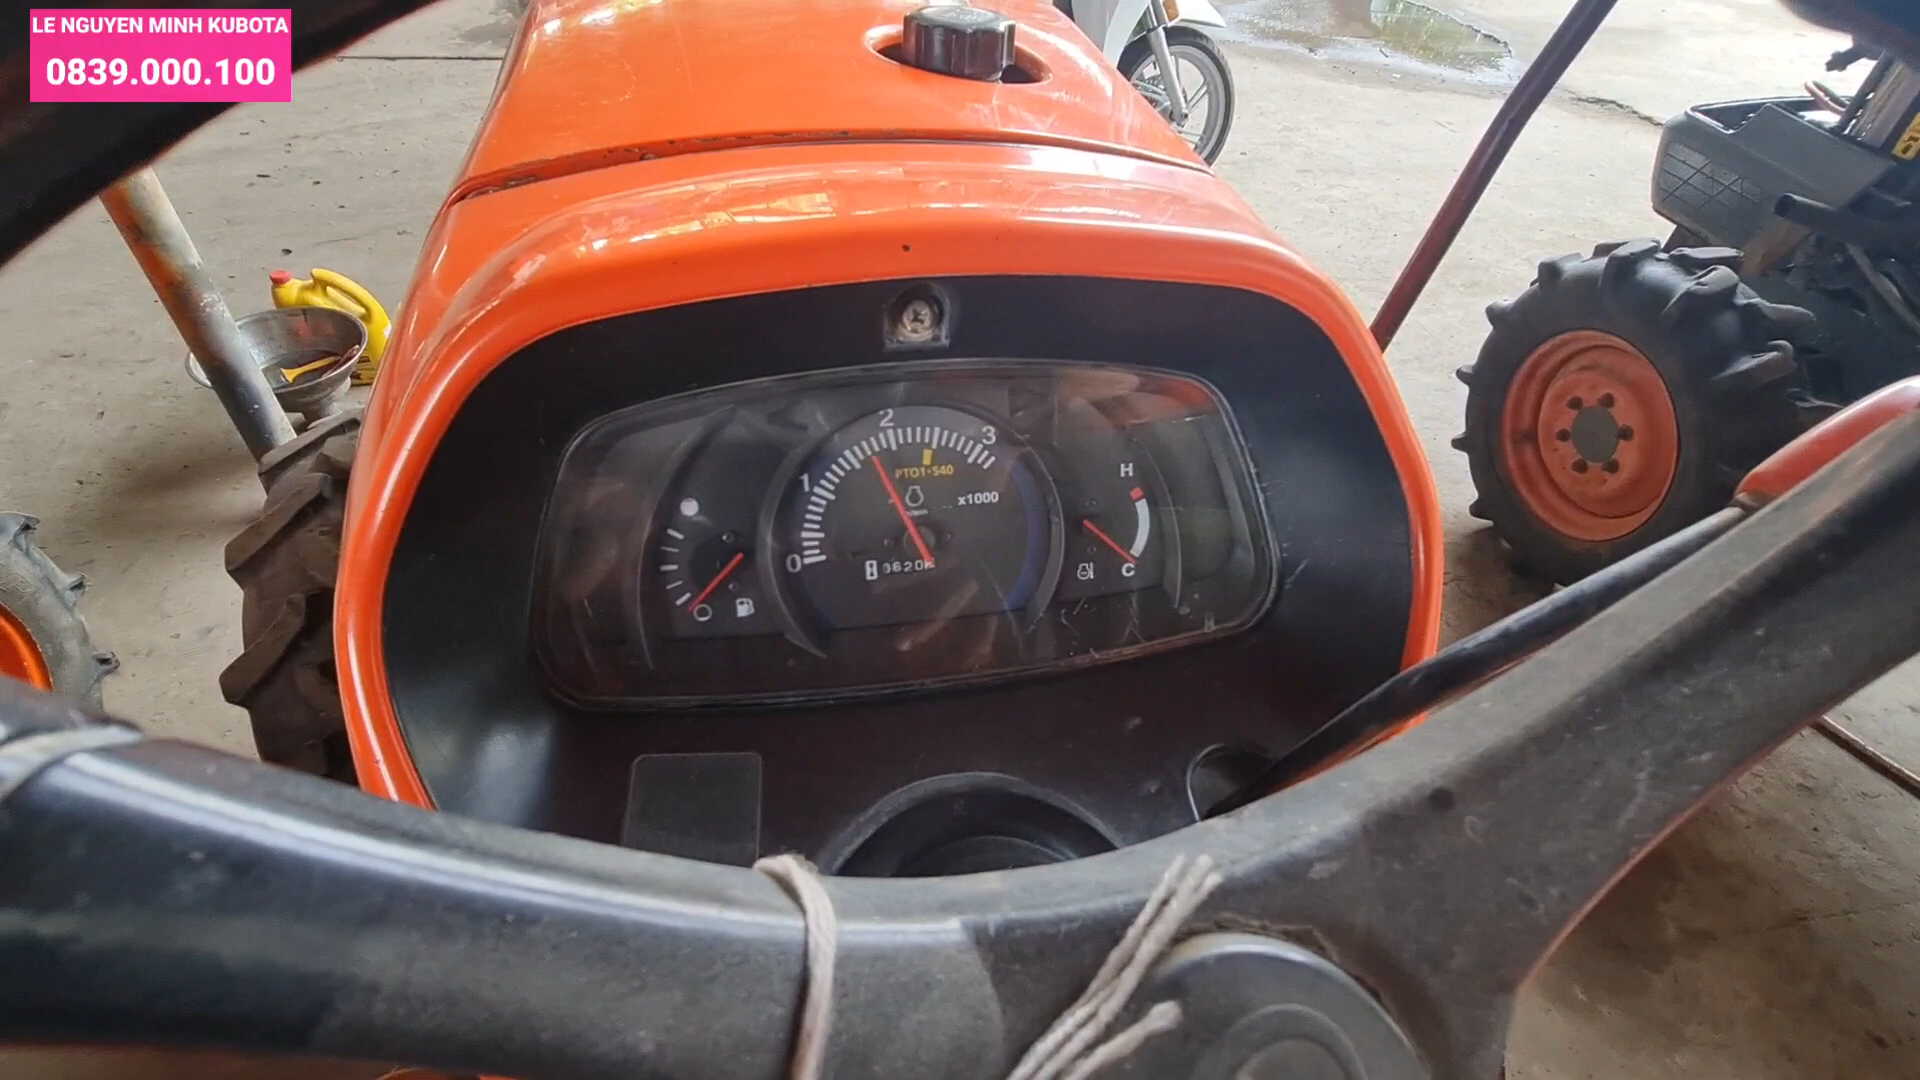 LE NGUYEN MINH KUBOTA
0839.000.100
0 1 2 3
PTO1-540
x1000
H
C